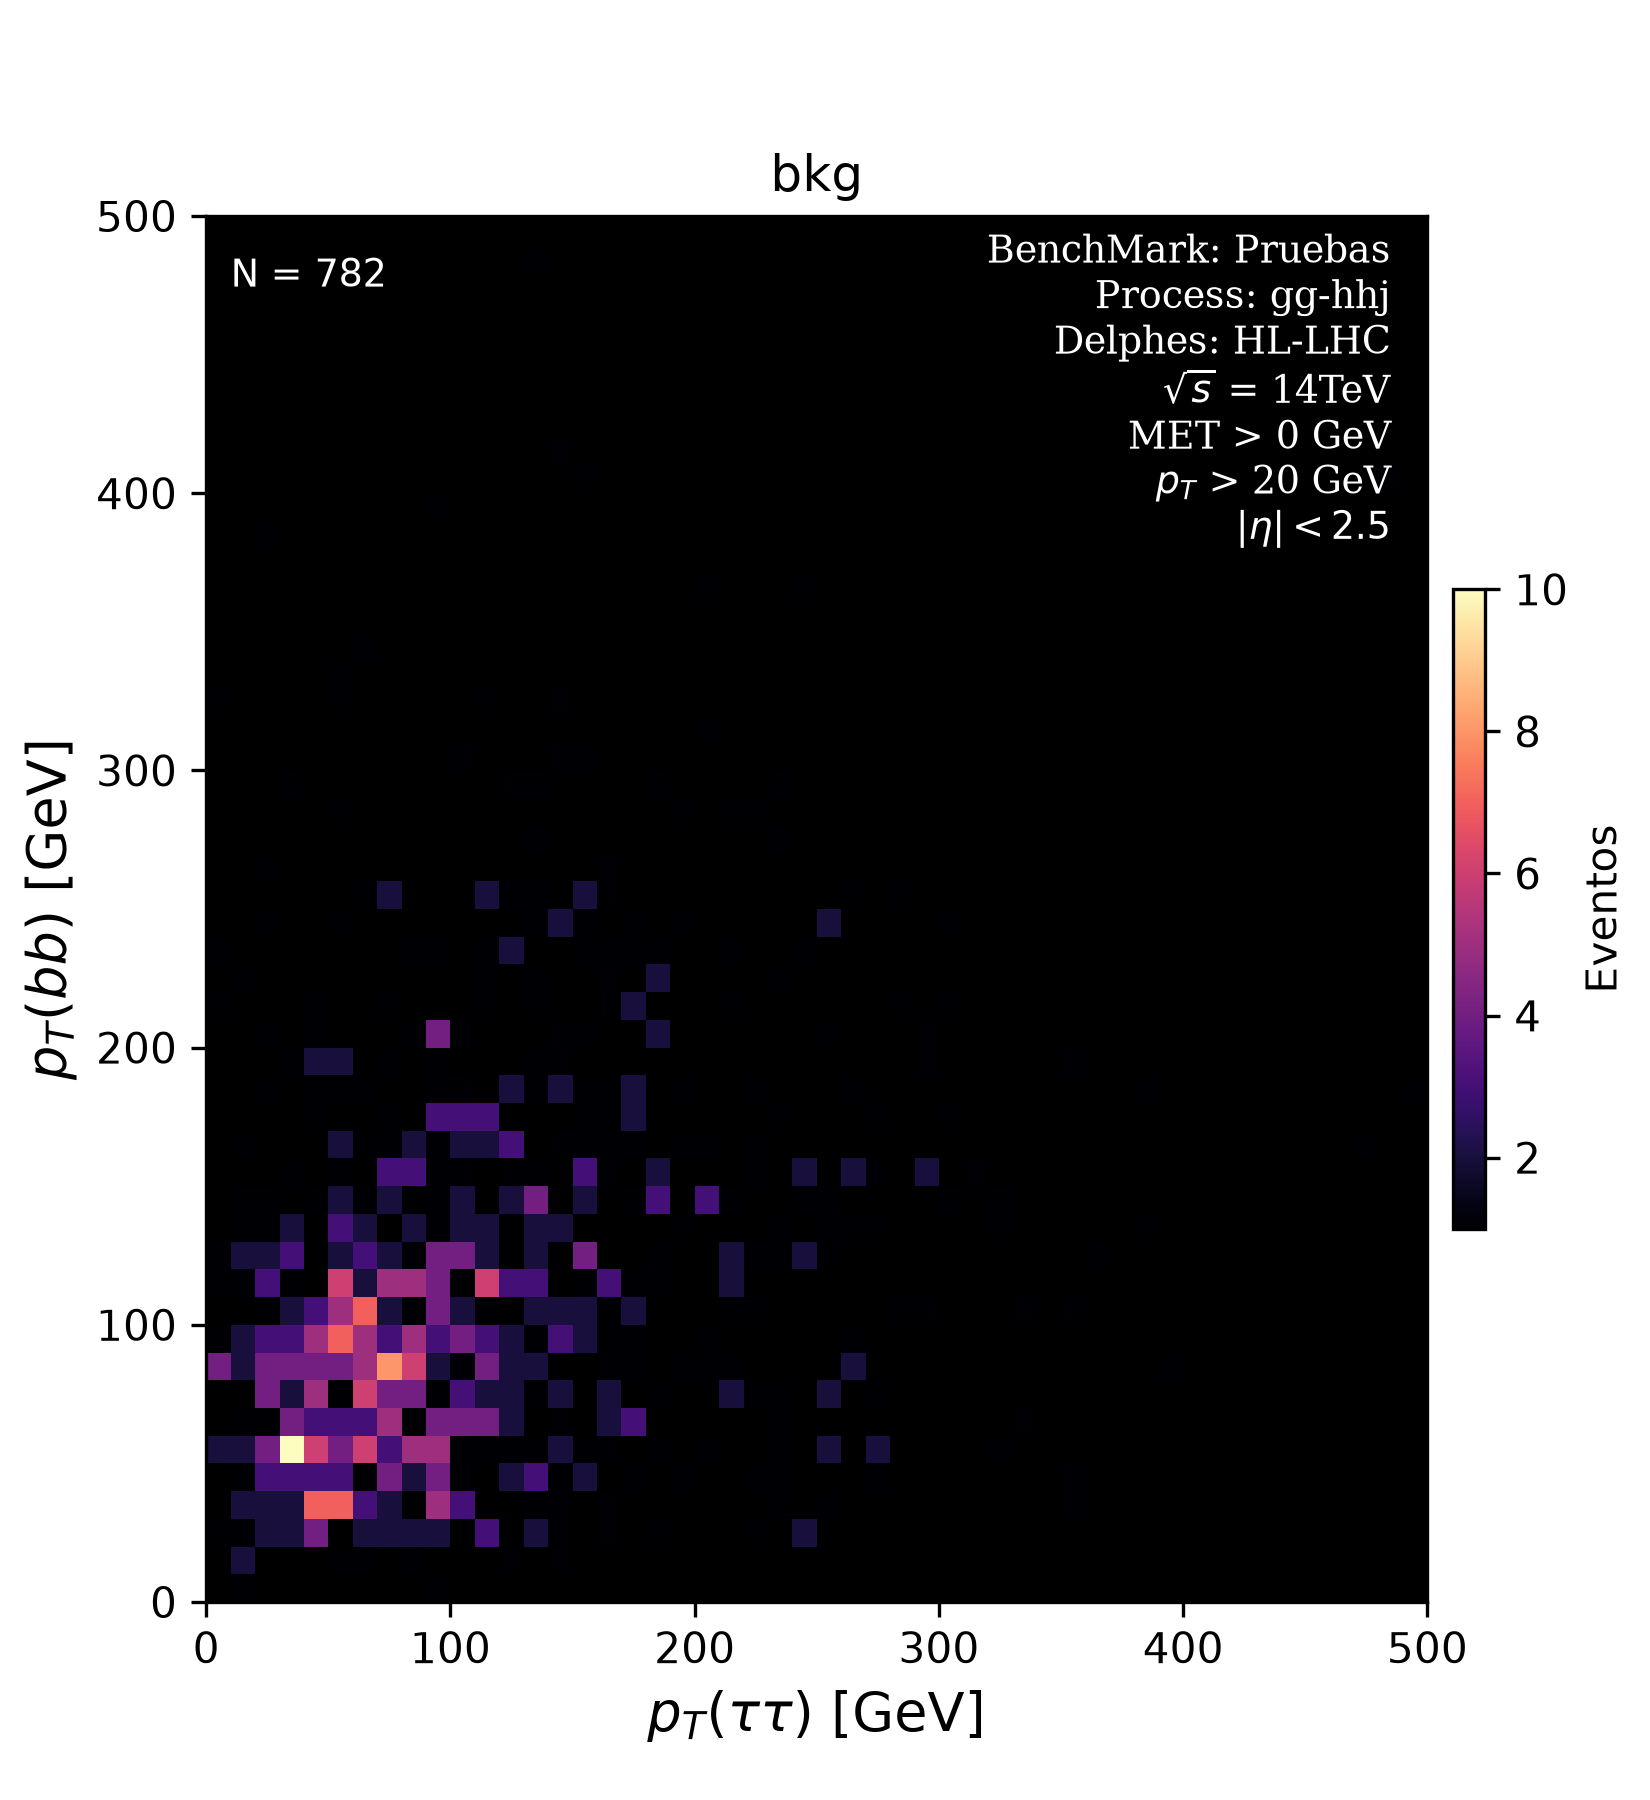 bkg
N = 782
BenchMark: Pruebas
Process: gg-hhj
Delphes: HL-LHC
√s = 14TeV
MET > 0 GeV
p_T > 20 GeV
|η| < 2.5
500
400
300
200
100
0
p_T(bb) [GeV]
0 100 200 300 400 500
p_T(ττ) [GeV]
10
8
6
4
2
Eventos